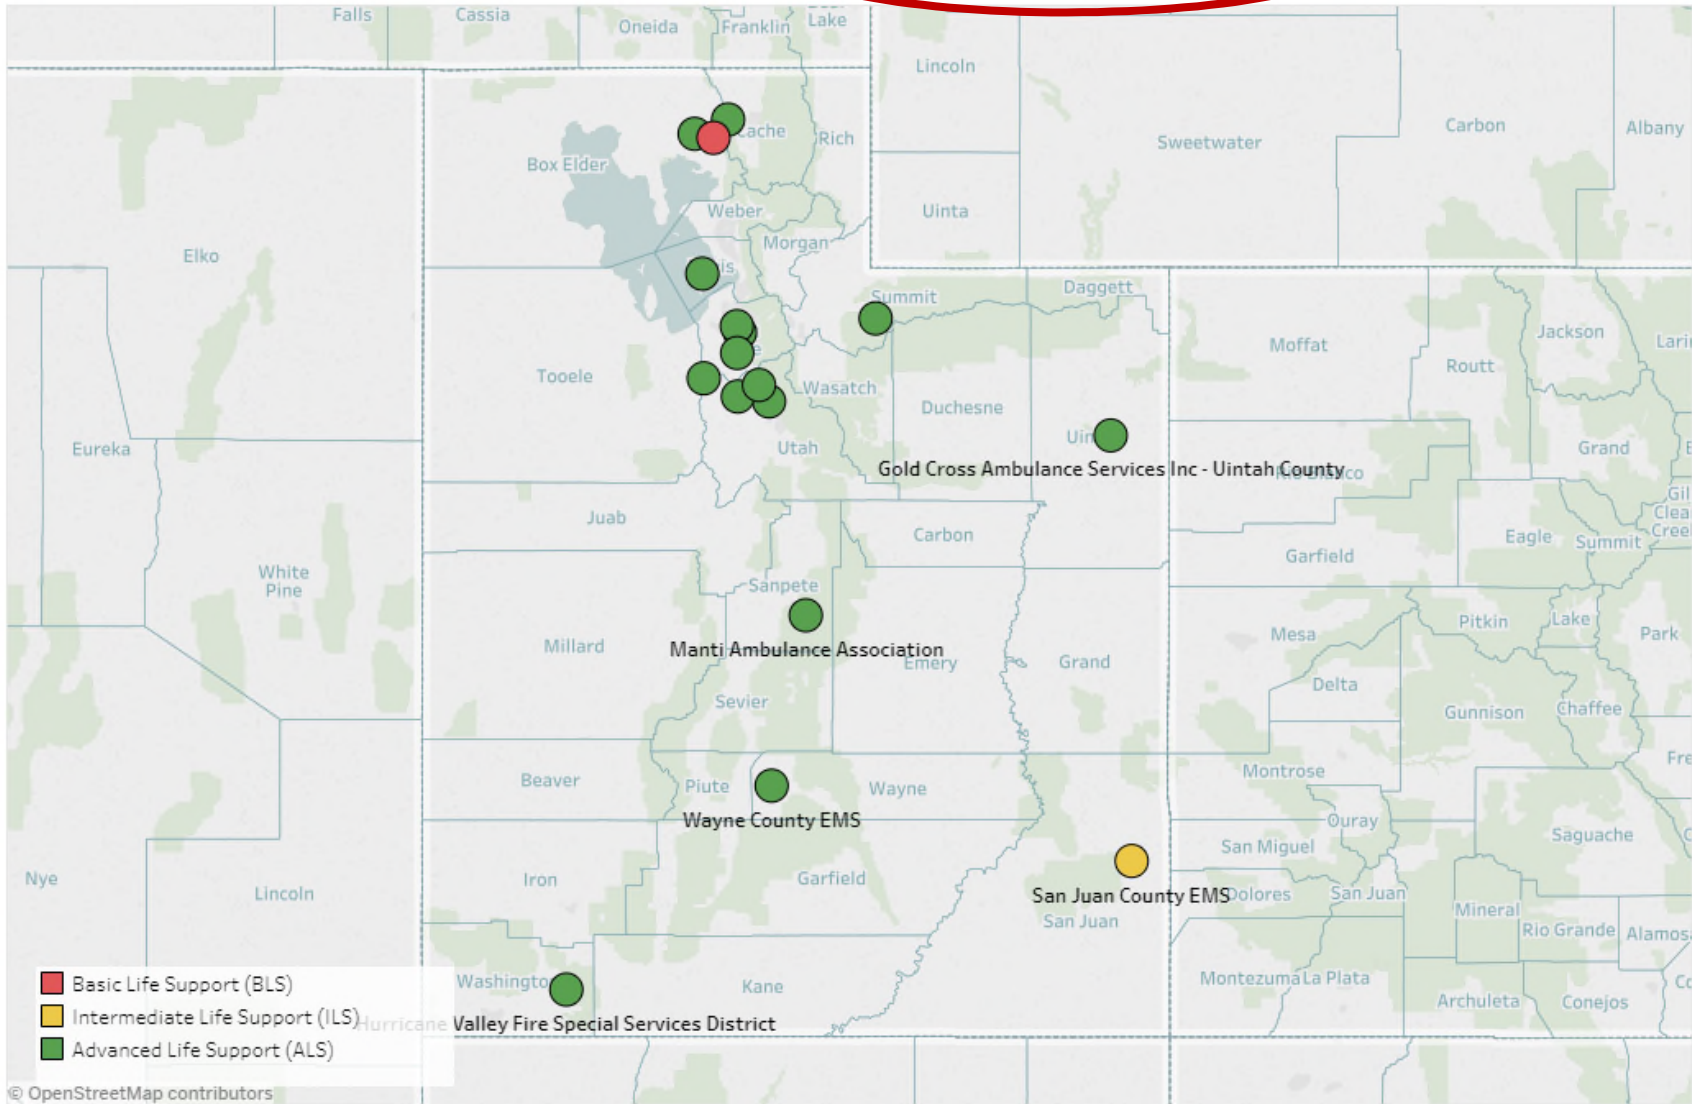 Falls
Cassia
Oneida
Franklin
Lake
Lincoln
Carbon
Albany
Sweetwater
Cache
Rich
Box Elder
Weber
Uinta
Morgan
Elko
Summit
Daggett
Jackson
Moffat
Routt
Tooele
Wasatch
Duchesne
Eureka
Utah
Grand
Gold Cross Ambulance Services Inc - Uintah County
Juab
Carbon
Eagle
Summit
Garfield
White
Pine
Sanpete
Millard
Manti Ambulance Association
Emery
Grand
Mesa
Pitkin
Lake
Park
Delta
Sevier
Gunnison
Chaffee
Beaver
Piute
Wayne
Montrose
Wayne County EMS
Ouray
Saguache
San Miguel
Nye
Lincoln
Iron
Garfield
San Juan County EMS
Dolores
San Juan
San Juan
Mineral
Rio Grande
Washington
Kane
Montezuma
La Plata
Archuleta
Conejos
Basic Life Support (BLS)
Intermediate Life Support (ILS)
Hurricane Valley Fire Special Services District
Advanced Life Support (ALS)
© OpenStreetMap contributors